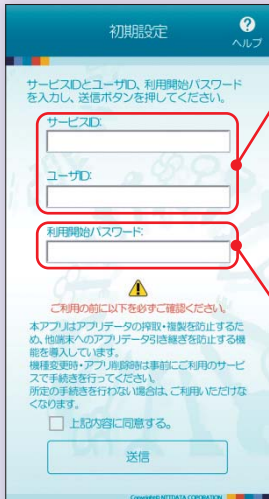 初期設定
ヘルプ
サービスIDとユーザID、利用開始パスワード
を入力し、送信ボタンを押してください。
サービスID:
ユーザID:
利用開始パスワード:
ご利用の前に以下を必ずご確認ください。
本アプリはアプリデータの搾取・複製を防止するた
め、他端末へのアプリデータ引き継ぎを防止する機
能を導入しています。
機種変更時・アプリ削除時は事前にご利用のサービ
スで手続きを行ってください。
所定の手続きを行わない場合は、ご利用いただけな
くなります。
上記内容に同意する。
送信
Copyright© NTTDATA CORPORATION